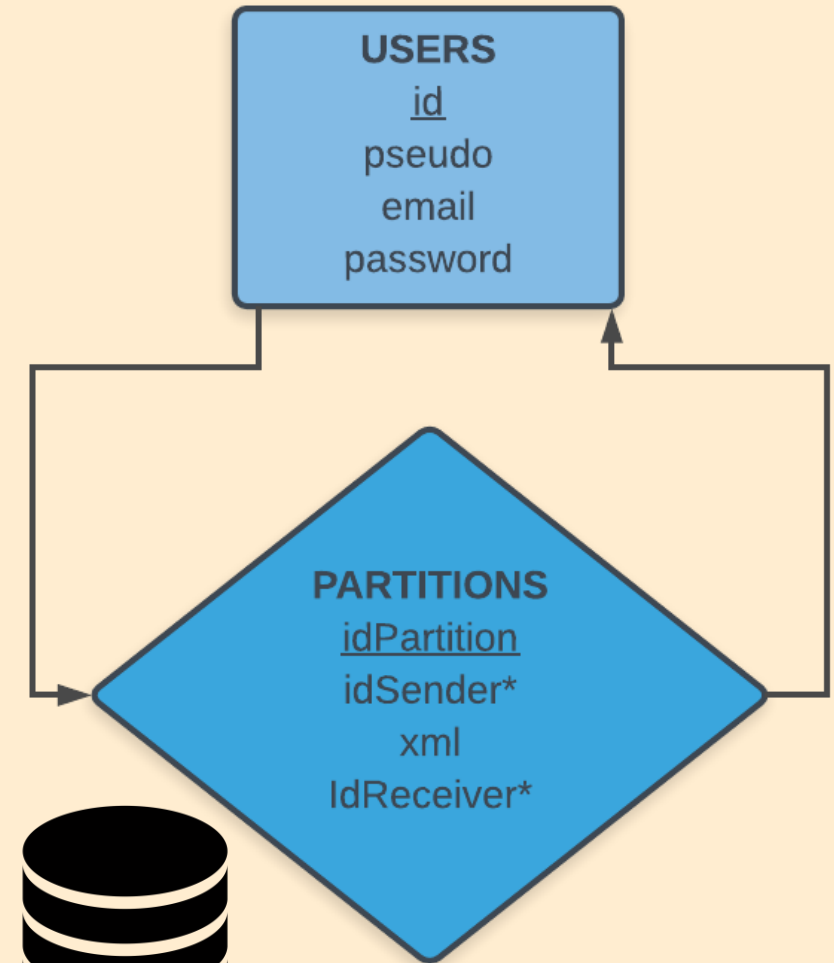 USERS
id
pseudo
email
password
PARTITIONS
idPartition
idSender*
xml
IdReceiver*